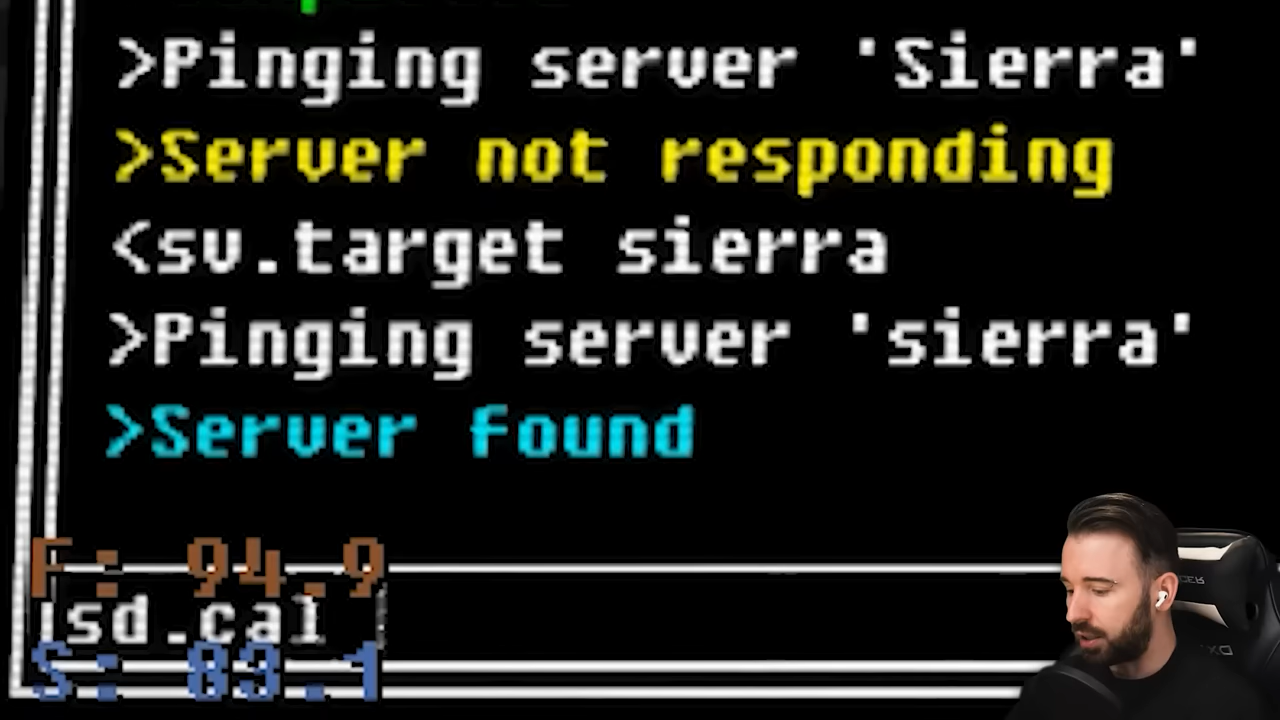 >Pinging server 'Sierra'
>Server not responding
<sv.target sierra
>Pinging server 'sierra'
>Server found
F: 94.9
sd.cal
S: 83.1